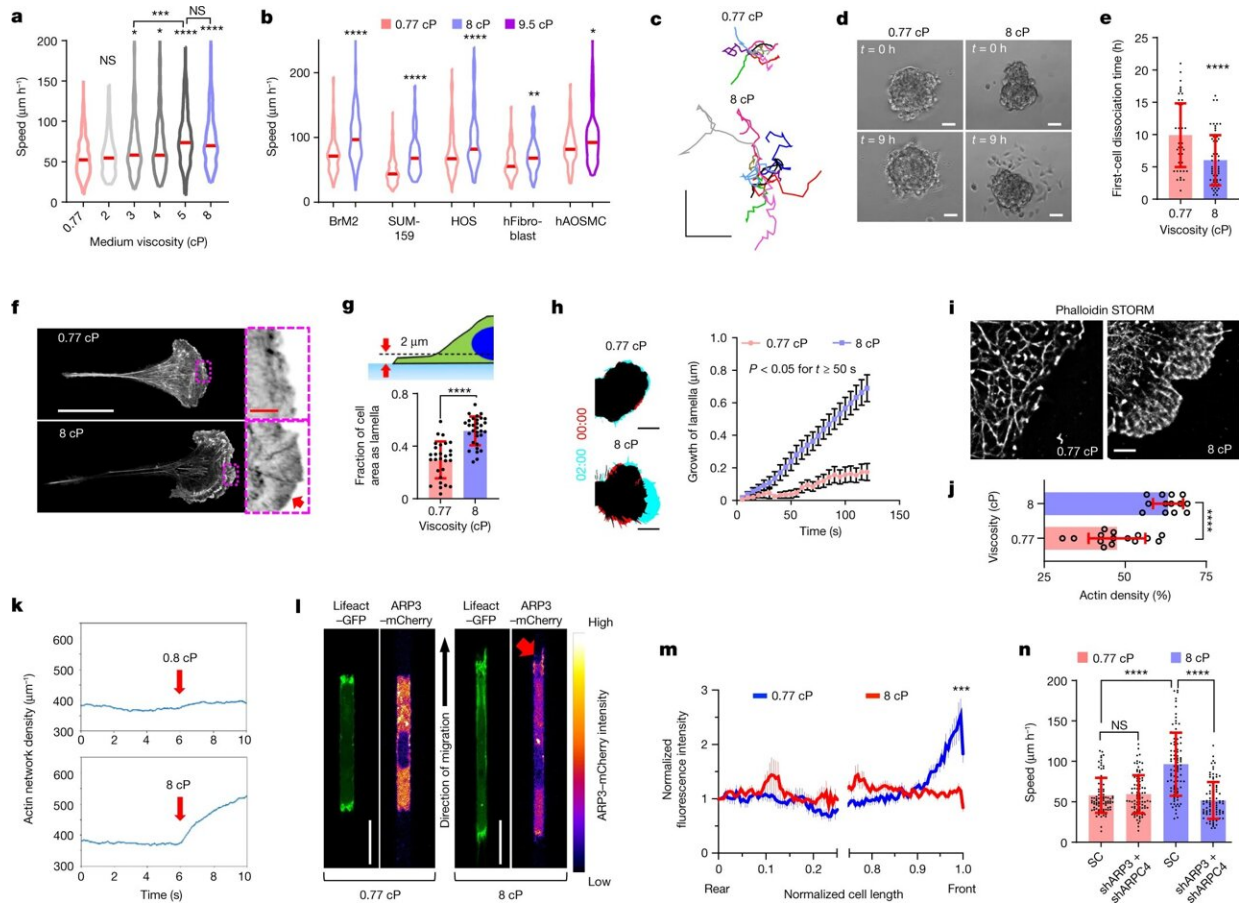 a
Speed (µm h⁻¹)
200
150
100
50
0
NS
*
***
*
****
NS
****
0.77
2
3
4
5
8
Medium viscosity (cP)
b
0.77 cP
8 cP
9.5 cP
Speed (µm h⁻¹)
200
100
0
****
****
****
**
*
BrM2
SUM-
159
HOS
hFibro-
blast
hAOSMC
c
0.77 cP
8 cP
d
0.77 cP
8 cP
t = 0 h
t = 0 h
t = 9 h
t = 9 h
e
First-cell dissociation time (h)
25
20
15
10
5
0
****
0.77
8
Viscosity (cP)
f
0.77 cP
8 cP
g
2 µm
Fraction of cell
area as lamella
0.8
0.4
0
****
0.77
8
Viscosity (cP)
h
0.77 cP
8 cP
02:00 00:00
0.77 cP
8 cP
P < 0.05 for t ≥ 50 s
Growth of lamella (µm)
1.0
0.8
0.6
0.4
0.2
0
0
50
100
150
Time (s)
i
Phalloidin STORM
0.77 cP
8 cP
j
Viscosity (cP)
8
0.77
****
25
50
75
Actin density (%)
k
Actin network density (µm⁻¹)
600
500
400
300
0.8 cP
0 2 4 6 8 10
600
500
400
300
8 cP
0 2 4 6 8 10
Time (s)
l
Lifeact
–GFP
ARP3
–mCherry
Direction of migration
Lifeact
–GFP
ARP3
–mCherry
High
ARP3–mCherry intensity
Low
0.77 cP
8 cP
m
0.77 cP
8 cP
***
Normalized
fluorescence intensity
3
2
1
0
0
0.1
0.2
0.8
0.9
1.0
Rear
Normalized cell length
Front
n
0.77 cP
8 cP
Speed (µm h⁻¹)
200
150
100
50
0
****
****
NS
SC
shARP3 +
shARPC4
SC
shARP3 +
shARPC4